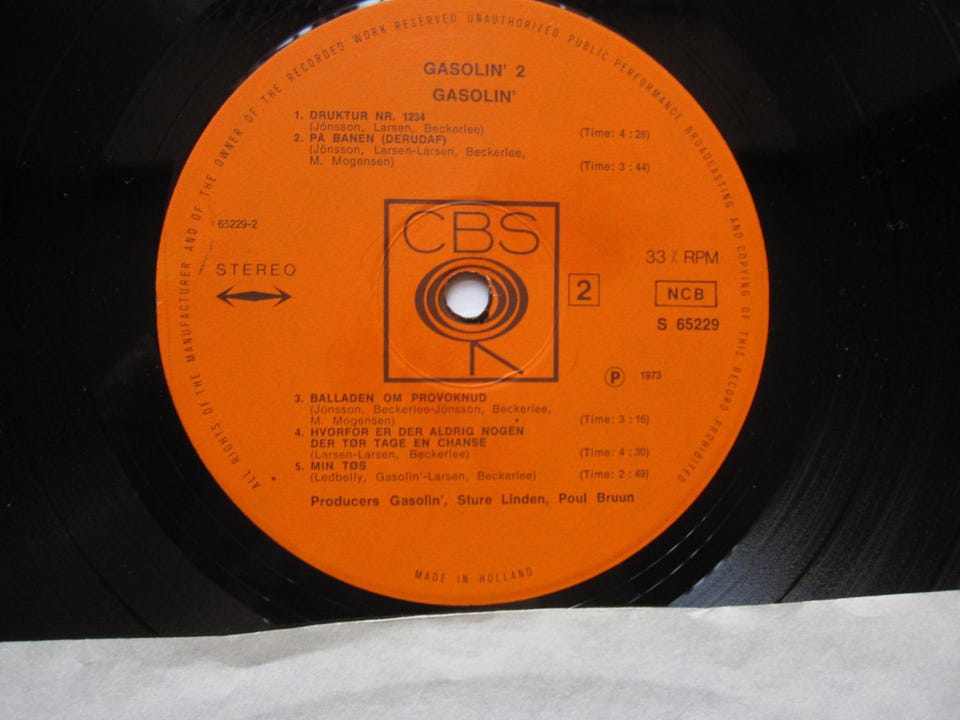 ALL RIGHTS OF THE MANUFACTURER AND OF THE OWNER OF THE RECORDED WORK RESERVED UNAUTHORIZED PUBLIC PERFORMANCE BROADCASTING AND COPYING OF THIS RECORD PROHIBITED
GASOLIN' 2
GASOLIN'
1. DRUKTUR NR. 1234
(Jönsson, Larsen, Beckerlee) (Time: 4:28)
2. PÅ BANEN (DERUDAF)
(Jönsson, Larsen-Larsen, Beckerlee,
M. Mogensen) (Time: 3:44)
65229-2
CBS
STEREO
33⅓ RPM
2
NCB
S 65229
P 1973
3. BALLADEN OM PROVOKNUD
(Jönsson, Beckerlee-Jönsson, Beckerlee,
M. Mogensen) (Time: 3:16)
4. HVORFOR ER DER ALDRIG NOGEN
DER TØR TAGE EN CHANSE
(Larsen-Larsen, Beckerlee) (Time: 4:30)
5. MIN TØS
(Ledbelly, Gasolin'-Larsen, Beckerlee) (Time: 2:49)
Producers Gasolin', Sture Linden, Poul Bruun
MADE IN HOLLAND